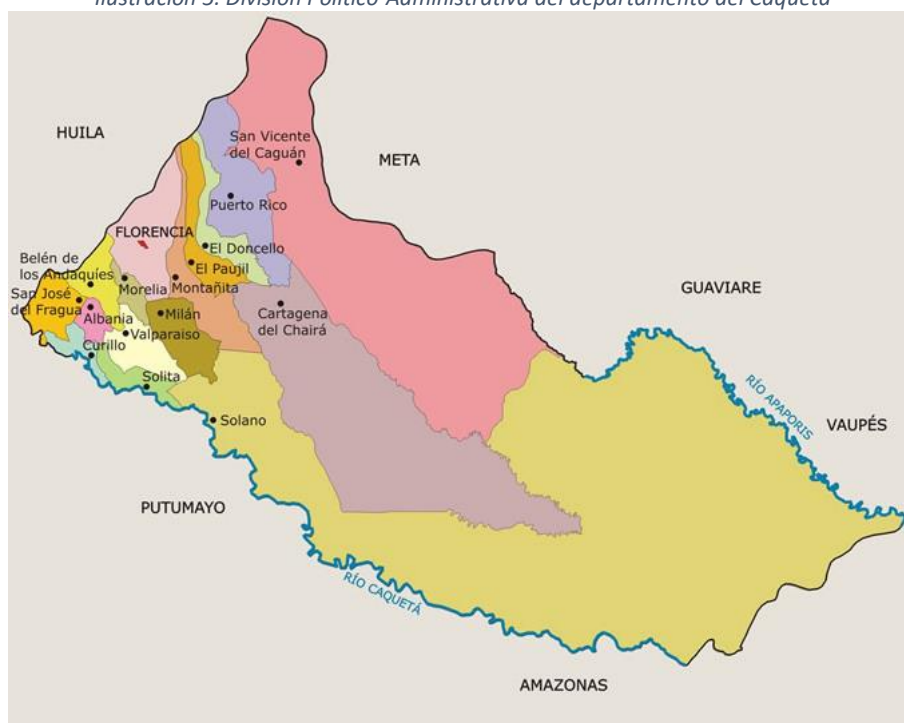 Ilustración 3. División Político-Administrativa del departamento del Caquetá
HUILA
San Vicente
del Caguán
META
Puerto Rico
FLORENCIA
El Doncello
Belén de
los Andaquíes
El Paujil
GUAVIARE
Morelia
Montañita
San José
del Fragua
Cartagena
del Chairá
Albania
Milán
Valparaiso
Curillo
Solita
RÍO APAPORIS
Solano
VAUPÉS
PUTUMAYO
RÍO CAQUETÁ
AMAZONAS